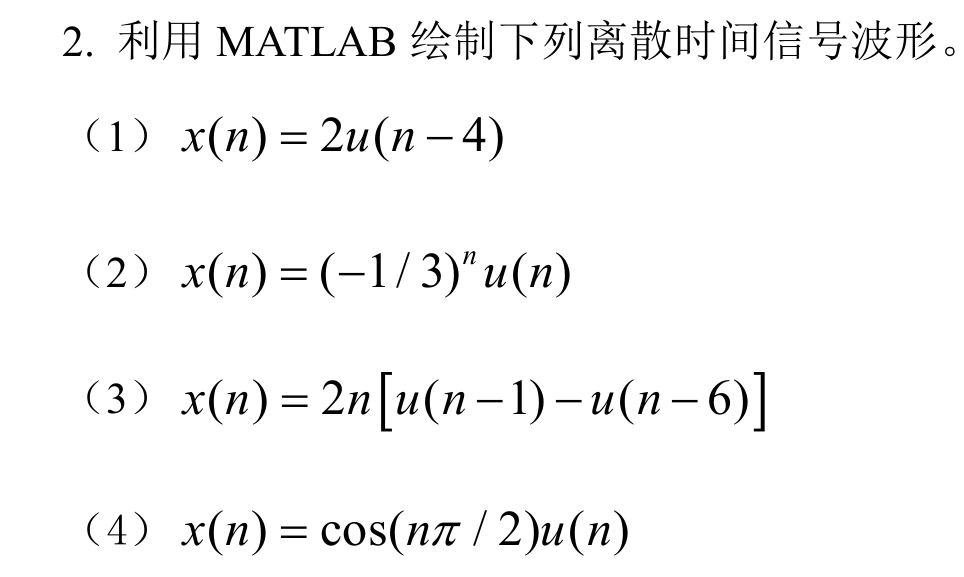 2. 利用 MATLAB 绘制下列离散时间信号波形。
（1） x(n) = 2u(n − 4)
（2） x(n) = (−1 / 3)ⁿ u(n)
（3） x(n) = 2n[u(n − 1) − u(n − 6)]
（4） x(n) = cos(nπ / 2)u(n)